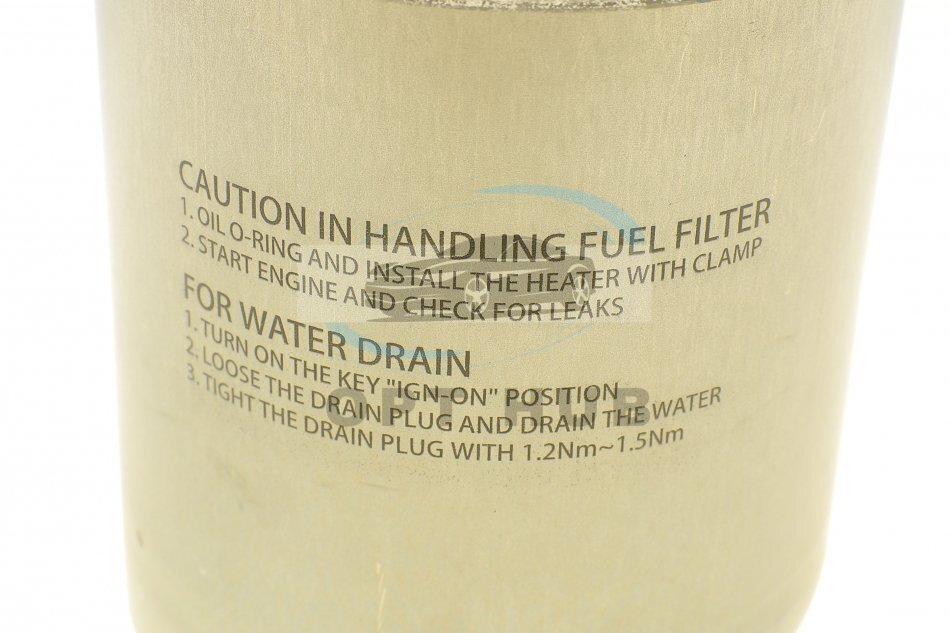 CAUTION IN HANDLING FUEL FILTER
1. OIL O-RING AND INSTALL THE HEATER WITH CLAMP
2. START ENGINE AND CHECK FOR LEAKS
FOR WATER DRAIN
1. TURN ON THE KEY "IGN-ON" POSITION
2. LOOSE THE DRAIN PLUG AND DRAIN THE WATER
3. TIGHT THE DRAIN PLUG WITH 1.2Nm~1.5Nm
OPT HUB